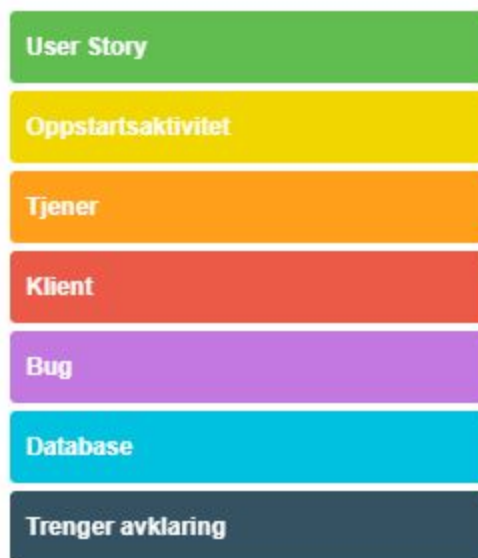 User Story
Oppstartsaktivitet
Tjener
Klient
Bug
Database
Trenger avklaring